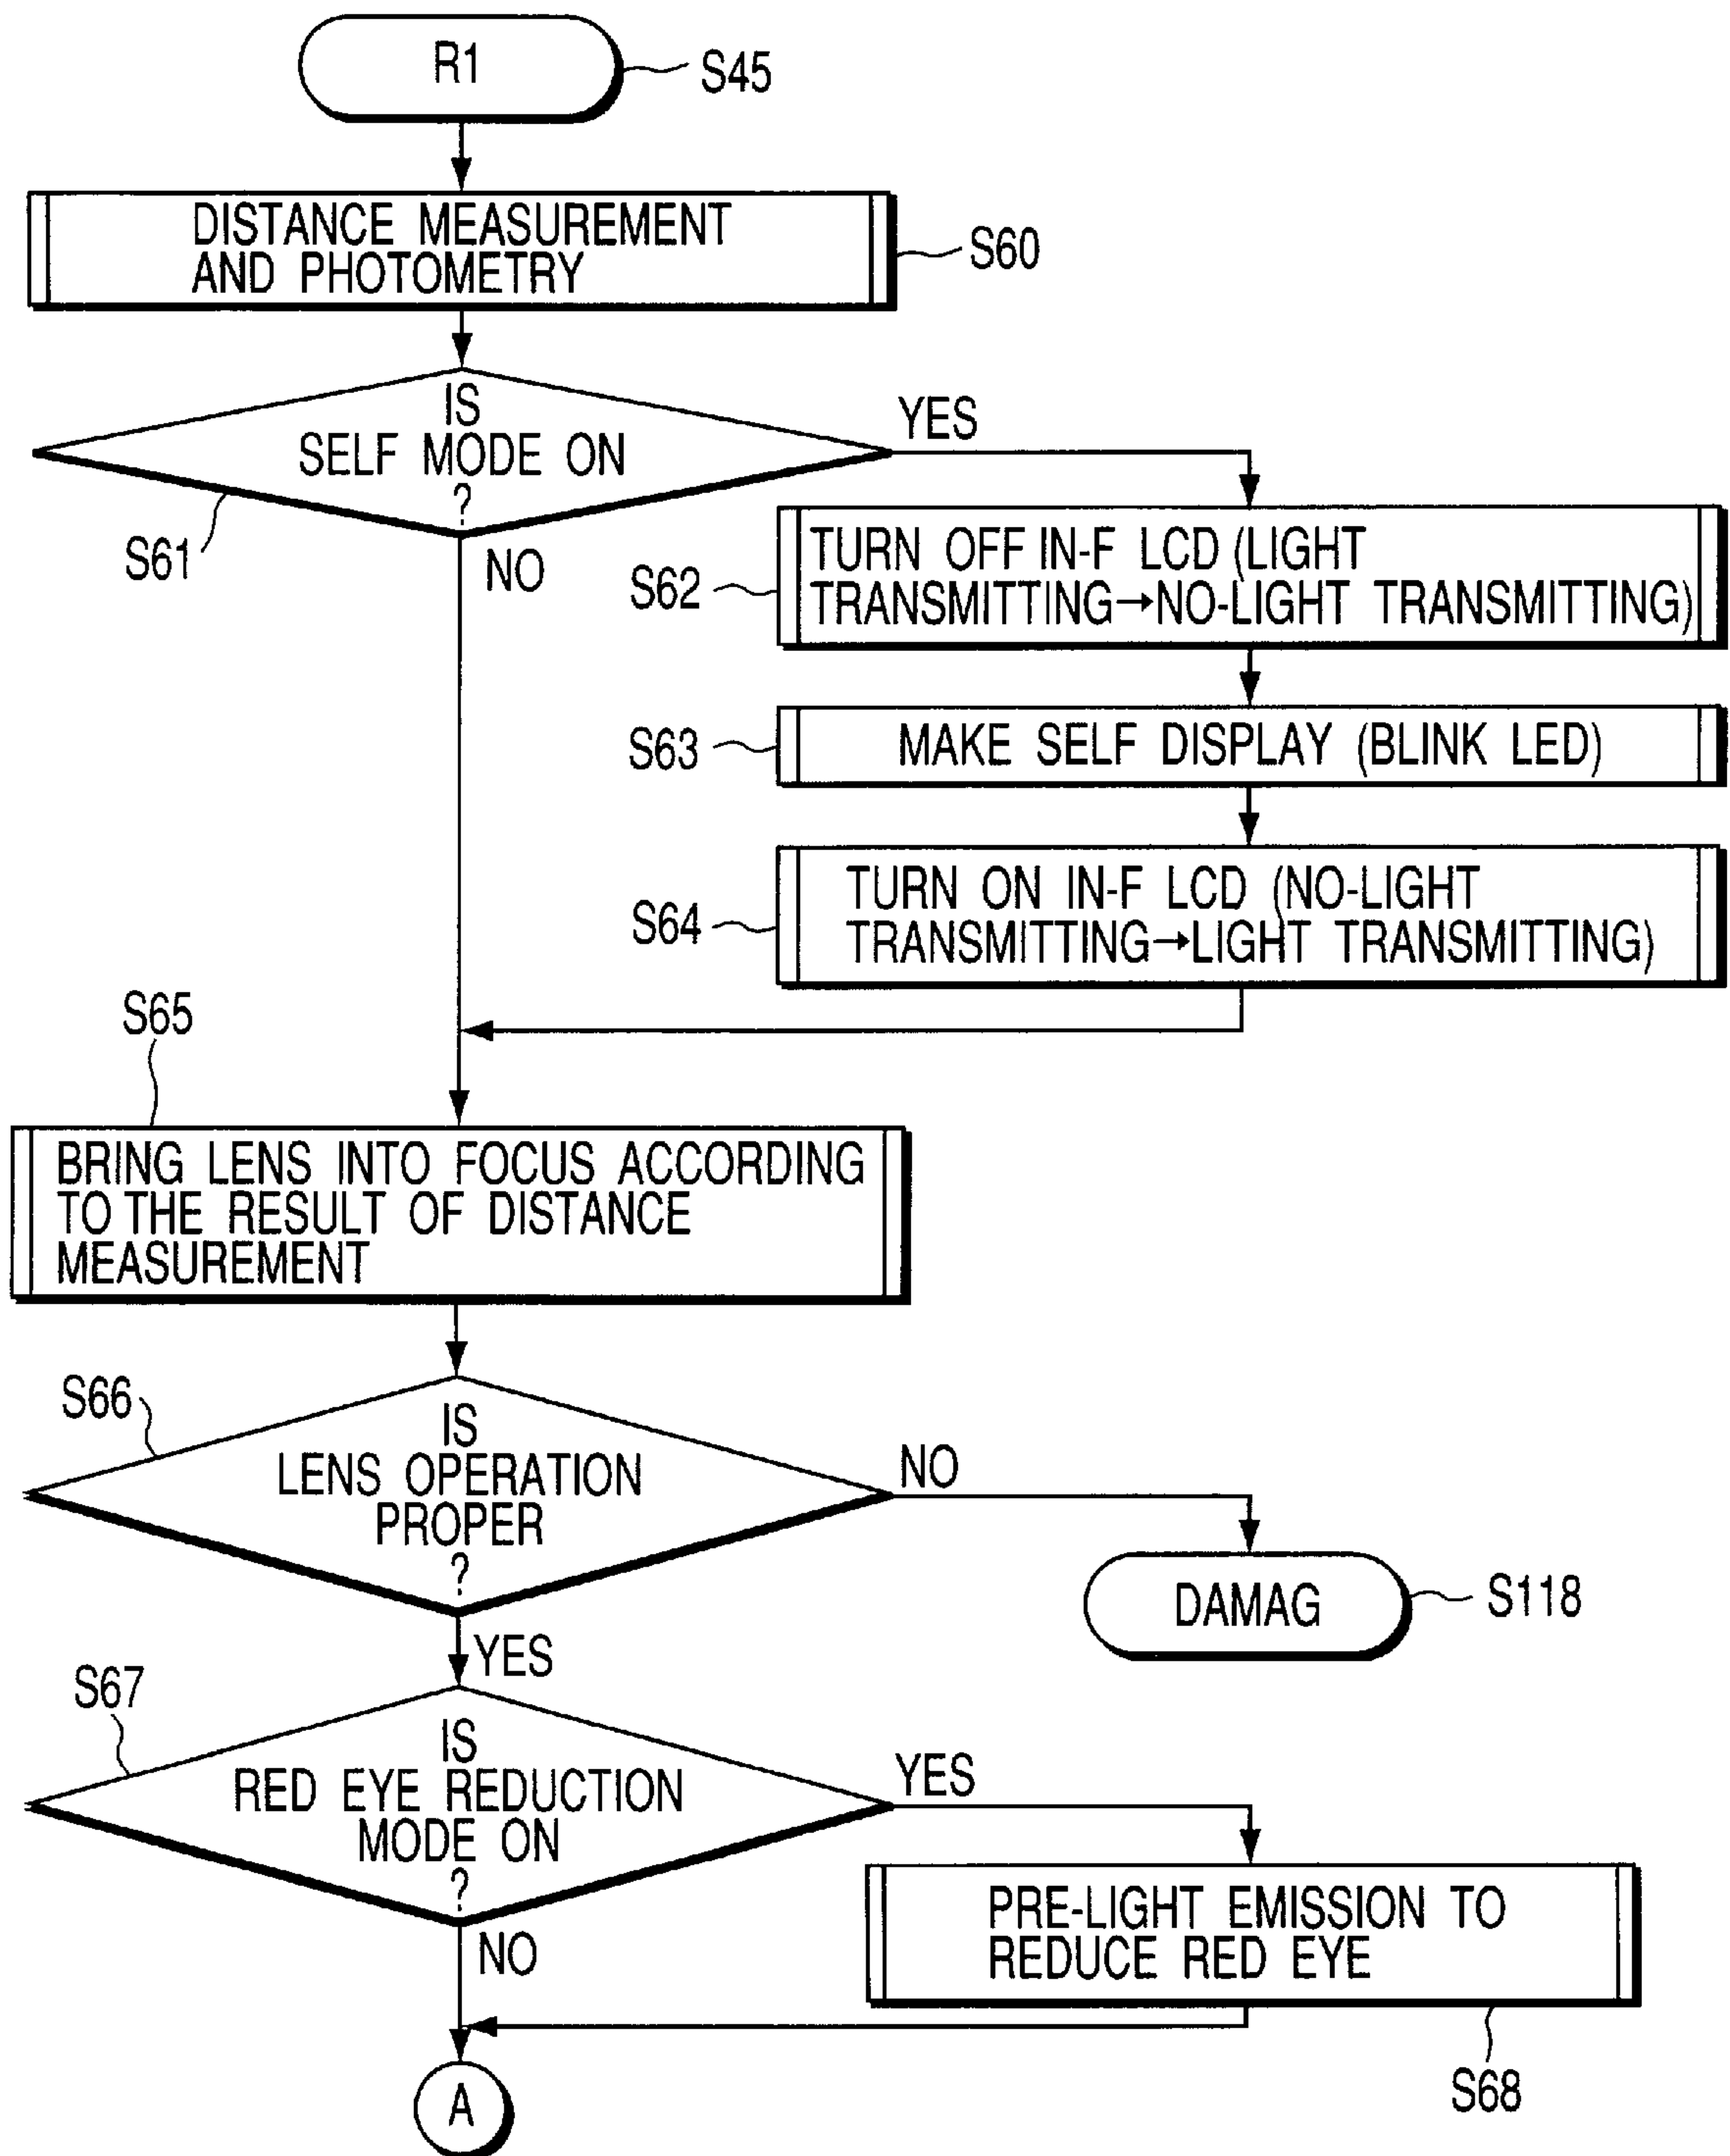 R1
S45
DISTANCE MEASUREMENT
AND PHOTOMETRY
S60
IS
SELF MODE ON
?
YES
S61
NO
TURN OFF IN-F LCD (LIGHT
TRANSMITTING→NO-LIGHT TRANSMITTING)
S62
MAKE SELF DISPLAY (BLINK LED)
S63
TURN ON IN-F LCD (NO-LIGHT
TRANSMITTING→LIGHT TRANSMITTING)
S64
S65
BRING LENS INTO FOCUS ACCORDING
TO THE RESULT OF DISTANCE
MEASUREMENT
S66
IS
LENS OPERATION
PROPER
?
NO
DAMAG
S118
YES
S67
IS
RED EYE REDUCTION
MODE ON
?
YES
NO
PRE-LIGHT EMISSION TO
REDUCE RED EYE
S68
A